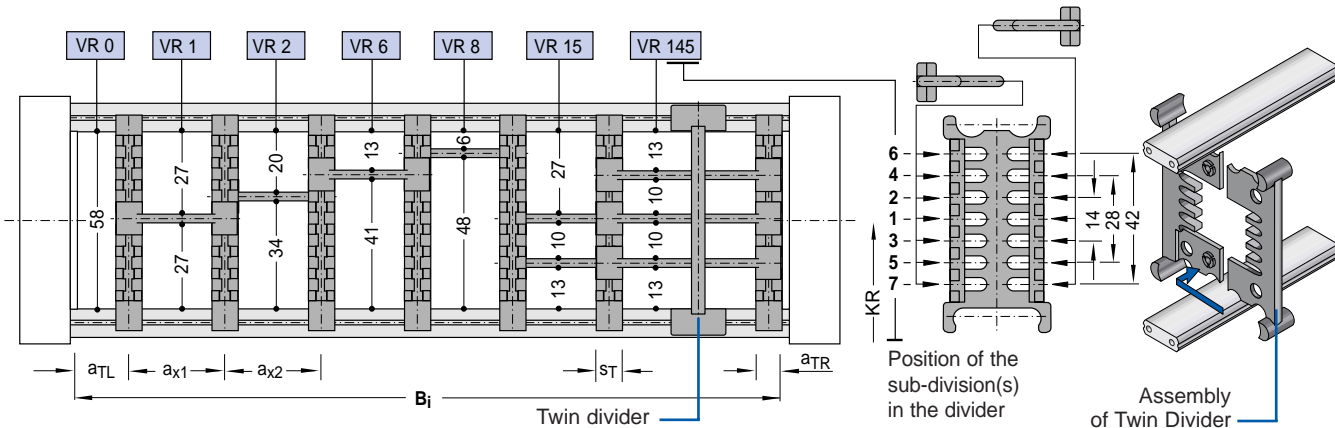 VR 0 VR 1 VR 2 VR 6 VR 8 VR 15 VR 145
58
27
27
20
34
13
41
6
48
27
10
13
13
10
10
13
aTL ax1 ax2 sT aTR
Bi
Twin divider
6
4
2
1
3
5
7
14
28
42
KR
Position of the
sub-division(s)
in the divider
Assembly
of Twin Divider